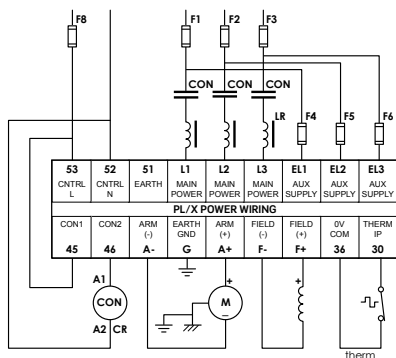 F8 F1 F2 F3
CON CON CON
LR F4 F5 F6
53 52 51 L1 L2 L3 EL1 EL2 EL3
CNTRL CNTRL EARTH MAIN MAIN MAIN AUX AUX AUX
L N POWER POWER POWER SUPPLY SUPPLY SUPPLY
PL/X POWER WIRING
CON1 CON2 ARM EARTH ARM FIELD FIELD 0V THERM
(-) GND (+) (-) (+) COM IP
45 46 A- G A+ F- F+ 36 30
A1 + +
CON M
A2 CR
therm